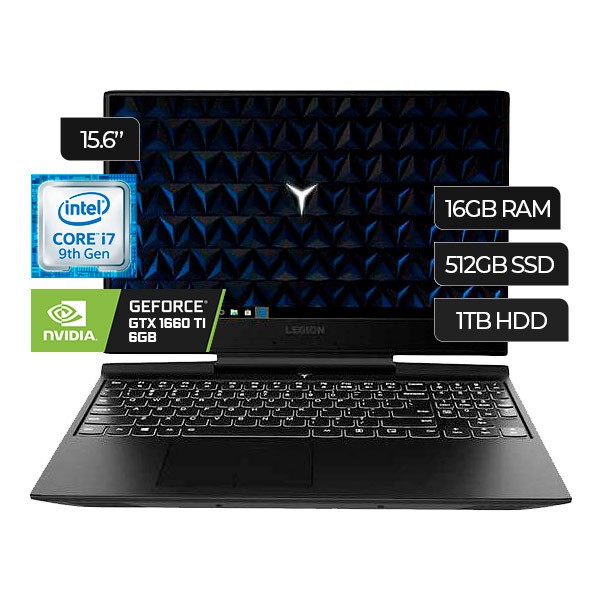 15.6”
intel
CORE™ i7
9th Gen
NVIDIA.
GEFORCE®
GTX 1660 TI
6GB
16GB RAM
512GB SSD
1TB HDD
LEGION